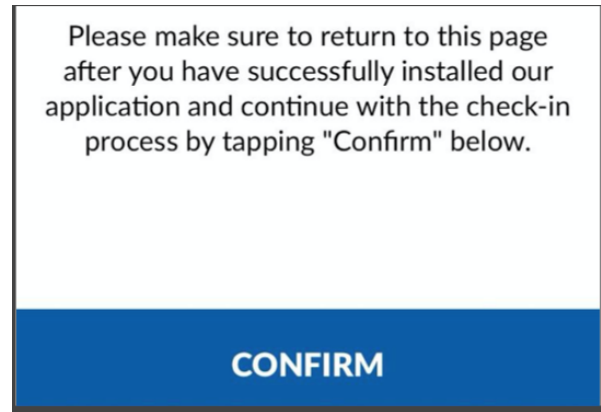 Please make sure to return to this page
after you have successfully installed our
application and continue with the check-in
process by tapping "Confirm" below.
CONFIRM